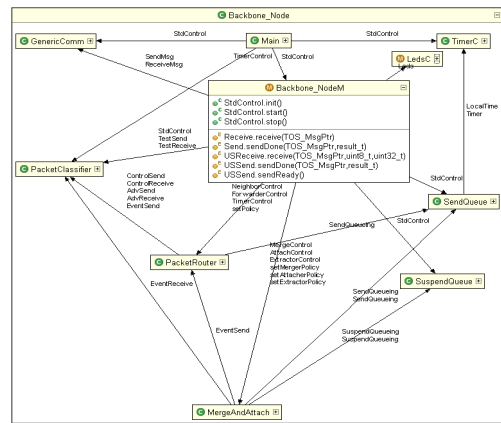 Backbone_Node
StdControl
StdControl
GenericComm
Main
TimerC
SendMsg
ReceiveMsg
TimerControl
StdControl
LedsC
Leds
Backbone_NodeM
StdControl.init()
StdControl.start()
StdControl.stop()
Receive.receive(TOS_MsgPtr)
Send.sendDone(TOS_MsgPtr,result_t)
USReceive.receive(TOS_MsgPtr,uint8_t,uint32_t)
USSend.sendDone(TOS_MsgPtr,result_t)
USSend.sendReady()
LocalTime
Timer
StdControl
TestSend
TestReceive
PacketClassifier
ControlSend
ControlReceive
AdvSend
AdvReceive
EventSend
NeighborControl
ForwarderControl
TimerControl
setPolicy
StdControl
SendQueue
SendQueueing
StdControl
MergeControl
AttachControl
ExtractorControl
setMergerPolicy
setAttacherPolicy
setExtractorPolicy
PacketRouter
SuspendQueue
EventReceive
SendQueueing
SendQueueing
EventSend
SuspendQueueing
SuspendQueueing
MergeAndAttach